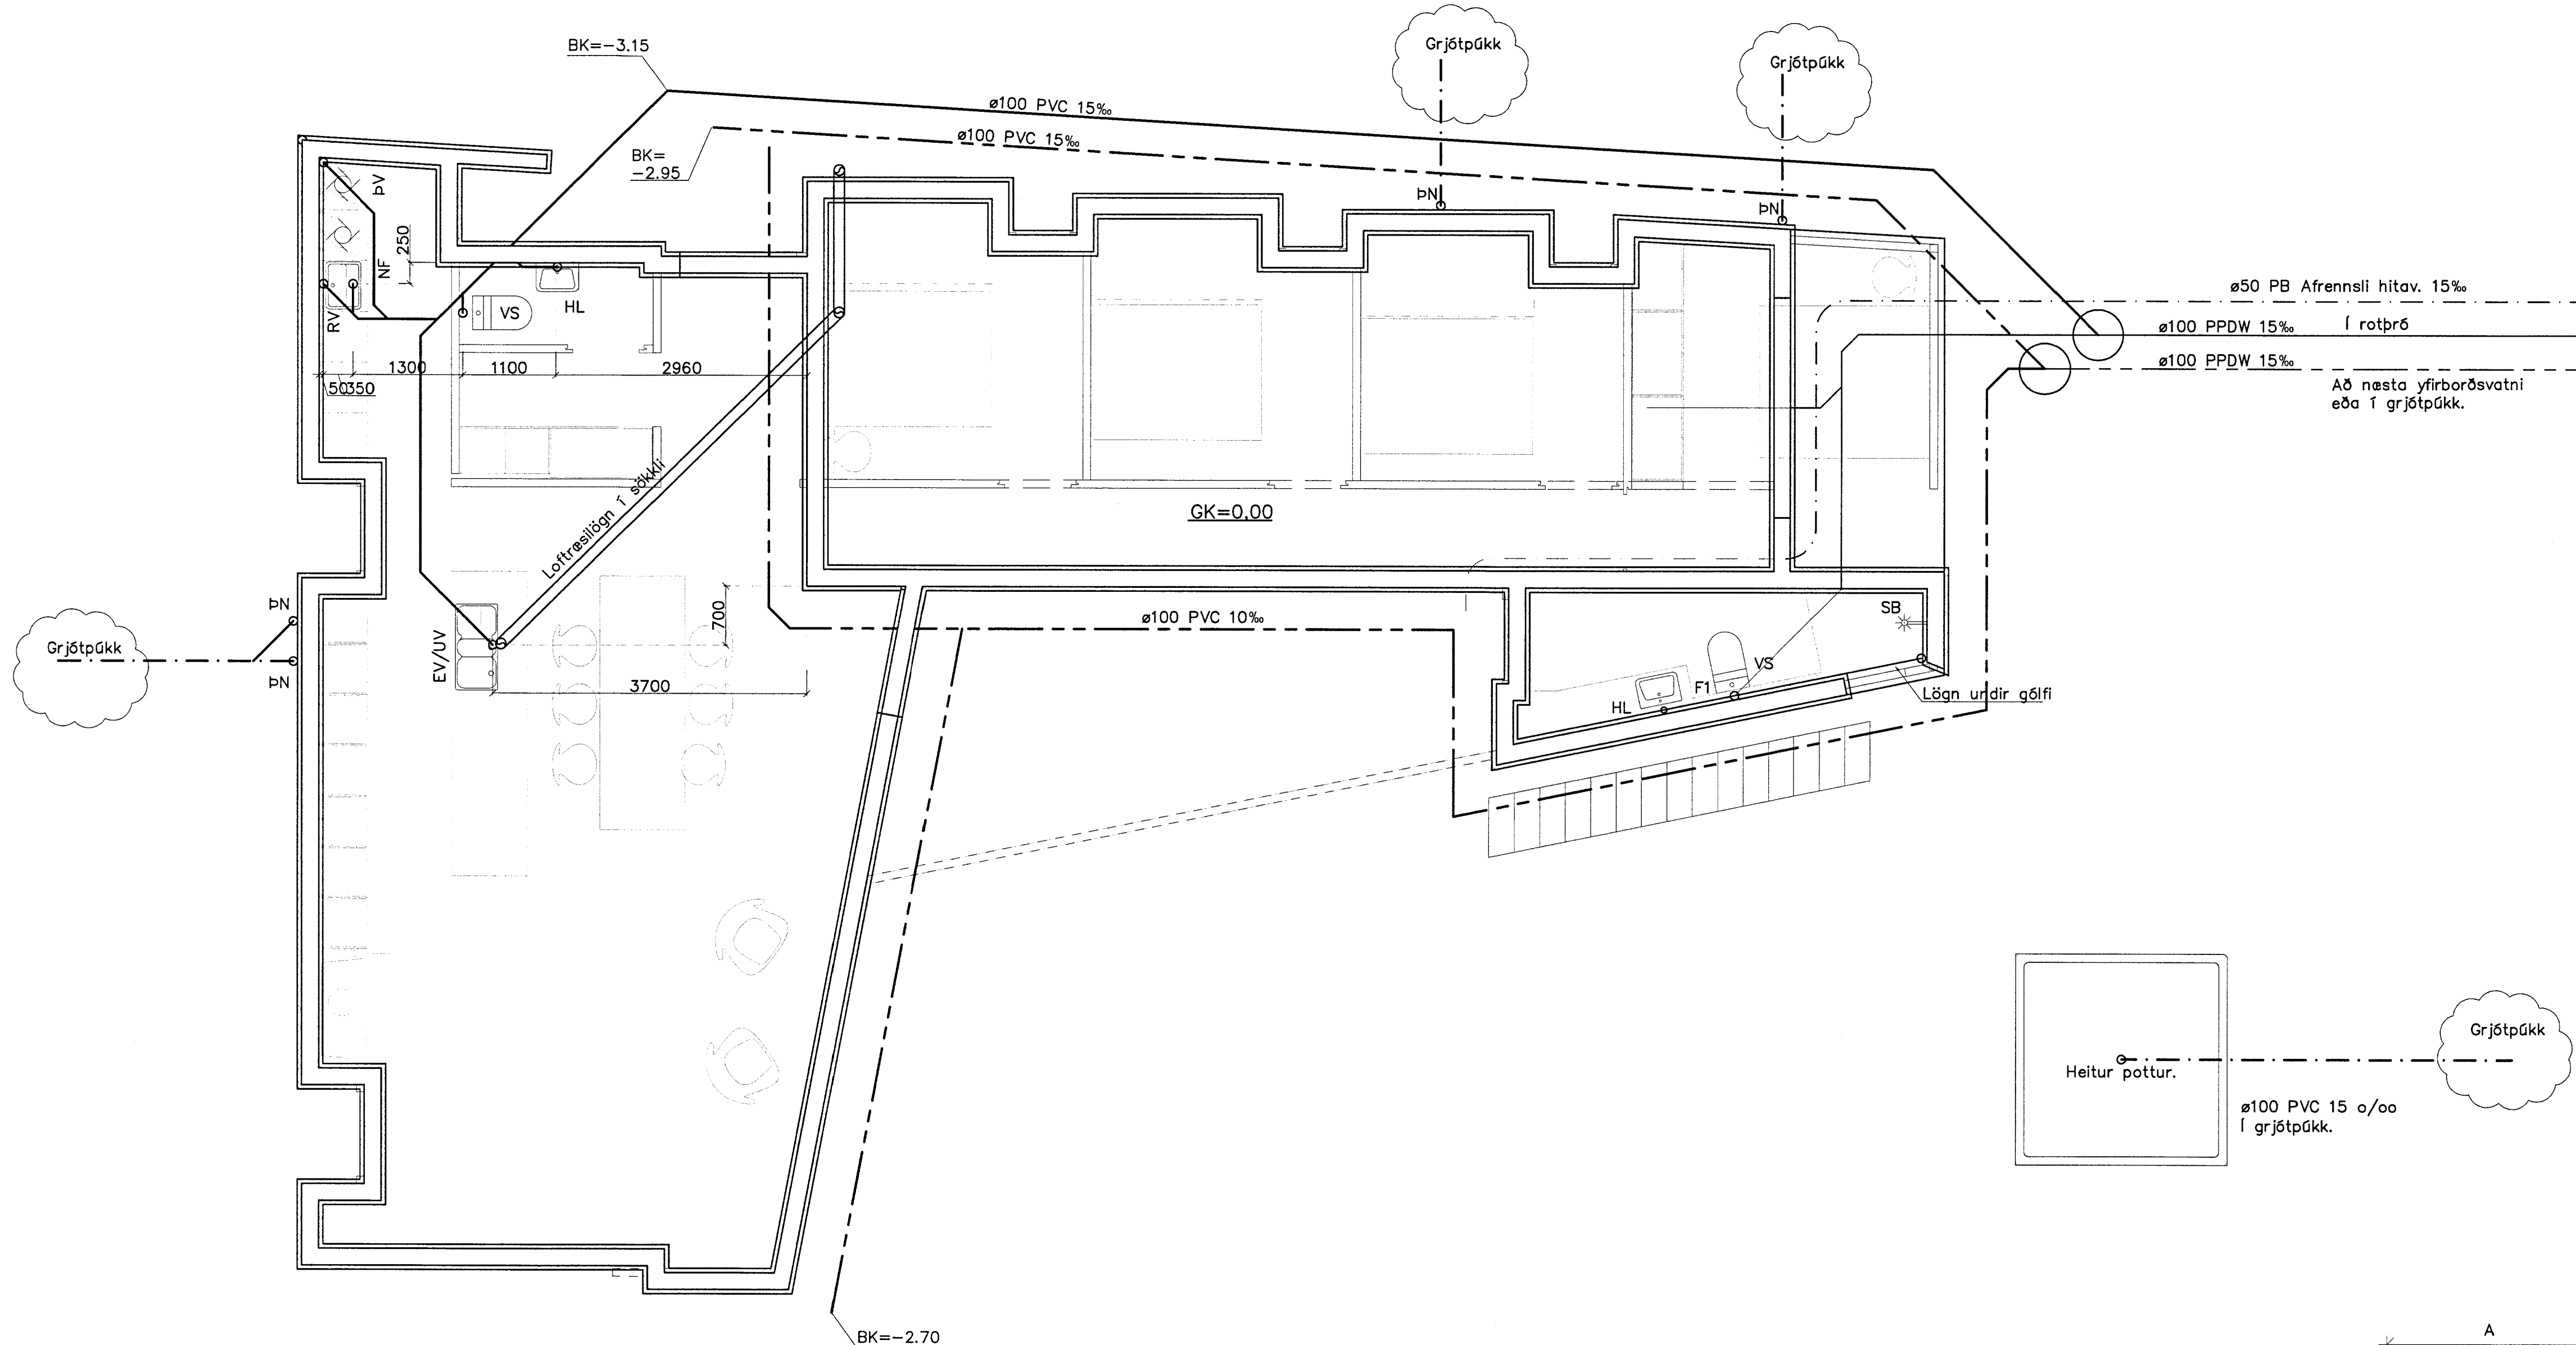 BK=-3.15
Grjótpúkk
Grjótpúkk
ø100 PVC 15‰
ø100 PVC 15‰
BK=
-2.95
ÞV
ÞN
ÞN
250
NF
ø50 PB Afrennsli hitav. 15‰
HL
VS
RV
ø100 PPDW 15‰
Í rotþró
1300
1100
2960
ø100 PPDW 15‰
50
350
Að næsta yfirborðsvatni
eða í grjótpúkk.
Loftræsilögn í sökkli
GK=0,00
ÞN
SB
700
ø100 PVC 10‰
Grjótpúkk
EV/UV
VS
ÞN
3700
F1
Lögn undir gólfi
HL
Grjótpúkk
Heitur pottur.
ø100 PVC 15 o/oo
Í grjótpúkk.
A
BK=-2.70